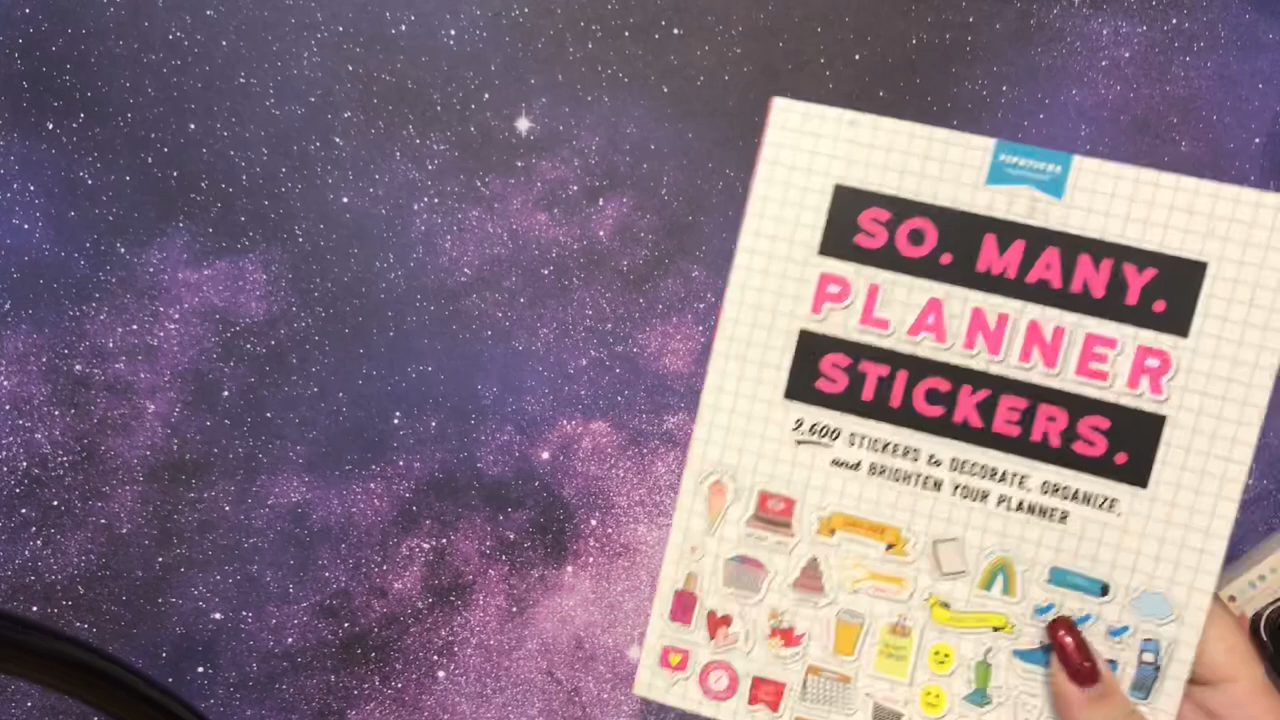 SO. MANY.
PLANNER
STICKERS.
2,600 STICKERS to DECORATE, ORGANIZE,
and BRIGHTEN YOUR PLANNER